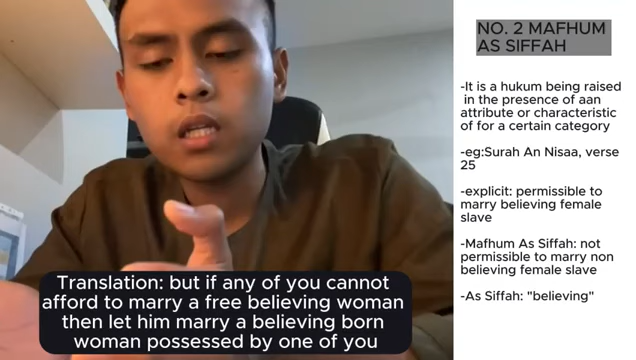 NO. 2 MAFHUM
AS SIFFAH
-It is a hukum being raised
in the presence of aan
attribute or characteristic
of for a certain category
-eg:Surah An Nisaa, verse
25
-explicit: permissible to
marry believing female
slave
-Mafhum As Siffah: not
permissible to marry non
believing female slave
-As Siffah: "believing"
Translation: but if any of you cannot
afford to marry a free believing woman
then let him marry a believing born
woman possessed by one of you